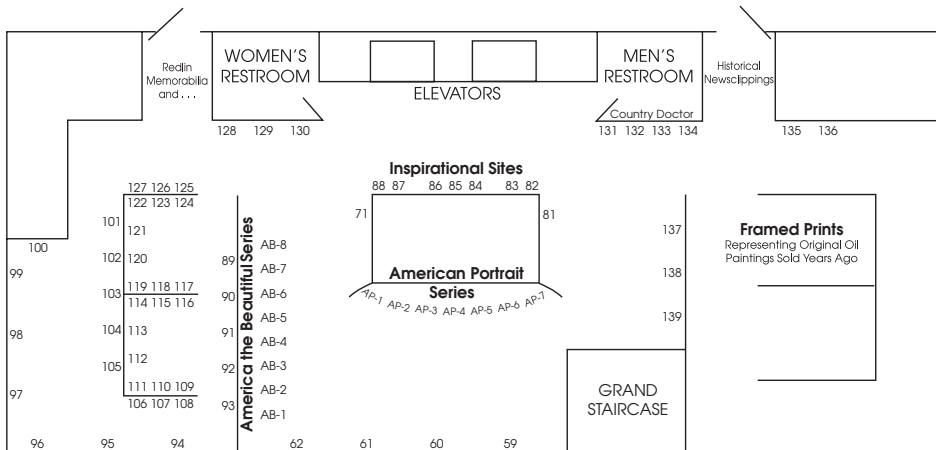 WOMEN'S
RESTROOM
MEN'S
RESTROOM
Redlin
Memorabilia
and . . .
Historical
Newsclippings
ELEVATORS
Country Doctor
128 129 130
131 132 133 134
135 136
Inspirational Sites
88 87 86 85 84 83 82
127 126 125
122 123 124
71
81
101
121
137
Framed Prints
Representing Original Oil
Paintings Sold Years Ago
100
AB-8
102
120
89
99
AB-7
138
American Portrait
Series
119 118 117
103
90
AB-6
114 115 116
AP-1 AP-2 AP-3 AP-4 AP-5 AP-6 AP-7
America the Beautiful Series
AB-5
139
98
104
113
91
AB-4
112
105
92
AB-3
111 110 109
97
AB-2
106 107 108
93
AB-1
GRAND
STAIRCASE
96 95 94 62 61 60 59